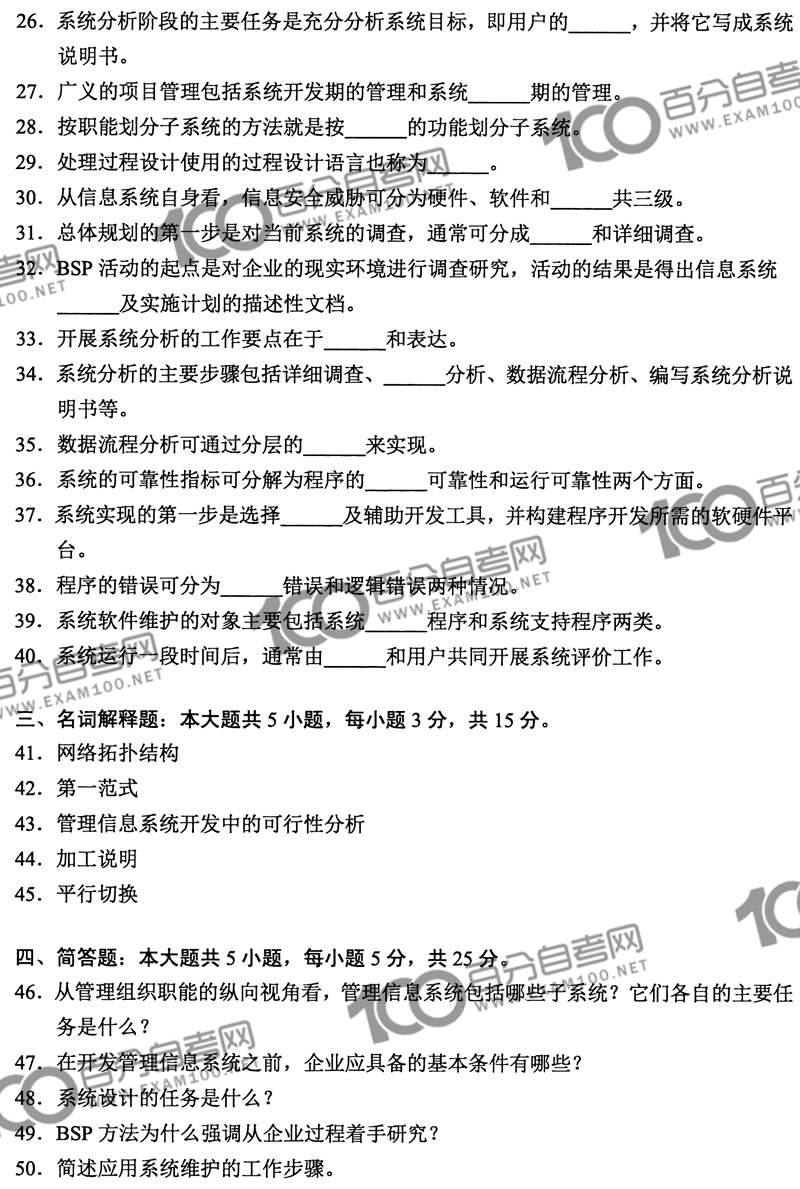 26．系统分析阶段的主要任务是充分分析系统目标，即用户的______，并将它写成系统
说明书。
27．广义的项目管理包括系统开发期的管理和系统______期的管理。
28．按职能划分子系统的方法就是按______的功能划分子系统。
29．处理过程设计使用的过程设计语言也称为______。
30．从信息系统自身看，信息安全威胁可分为硬件、软件和______共三级。
31．总体规划的第一步是对当前系统的调查，通常可分成______和详细调查。
32．BSP 活动的起点是对企业的现实环境进行调查研究，活动的结果是得出信息系统
______及实施计划的描述性文档。
33．开展系统分析的工作要点在于______和表达。
34．系统分析的主要步骤包括详细调查、______分析、数据流程分析、编写系统分析说
明书等。
35．数据流程分析可通过分层的______来实现。
36．系统的可靠性指标可分解为程序的______可靠性和运行可靠性两个方面。
37．系统实现的第一步是选择______及辅助开发工具，并构建程序开发所需的软硬件平
台。
38．程序的错误可分为______错误和逻辑错误两种情况。
39．系统软件维护的对象主要包括系统______程序和系统支持程序两类。
40．系统运行一段时间后，通常由______和用户共同开展系统评价工作。
三、名词解释题：本大题共 5 小题，每小题 3 分，共 15 分。
41．网络拓扑结构
42．第一范式
43．管理信息系统开发中的可行性分析
44．加工说明
45．平行切换
四、简答题：本大题共 5 小题，每小题 5 分，共 25 分。
46．从管理组织职能的纵向视角看，管理信息系统包括哪些子系统？它们各自的主要任
务是什么？
47．在开发管理信息系统之前，企业应具备的基本条件有哪些？
48．系统设计的任务是什么？
49．BSP 方法为什么强调从企业过程着手研究？
50．简述应用系统维护的工作步骤。
100百分自考网
WWW.EXAM100.NET